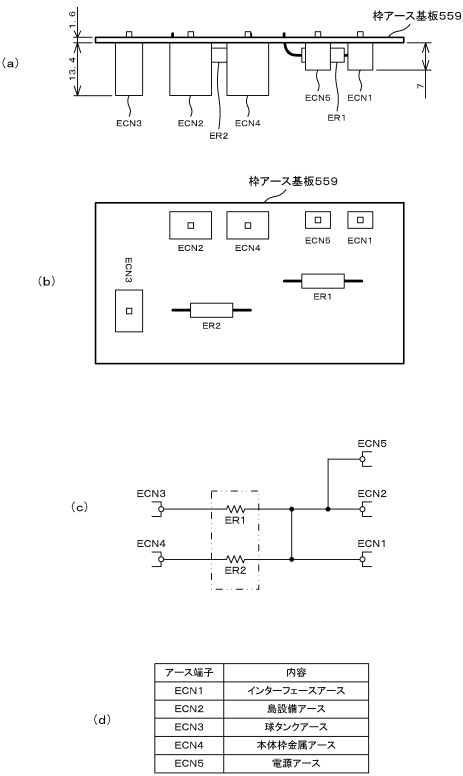 枠アース基板559
1.6
(a)
13.4
7
ECN3
ECN2
ER2
ECN4
ECN5
ER1
ECN1
枠アース基板559
(b)
ECN2
ECN4
ECN5
ECN1
ECN3
ER1
ER2
(c)
ECN5
ECN3
ER1
ECN2
ECN4
ER2
ECN1
(d)
アース端子 内容
ECN1 インターフェースアース
ECN2 島設備アース
ECN3 球タンクアース
ECN4 本体枠金属アース
ECN5 電源アース